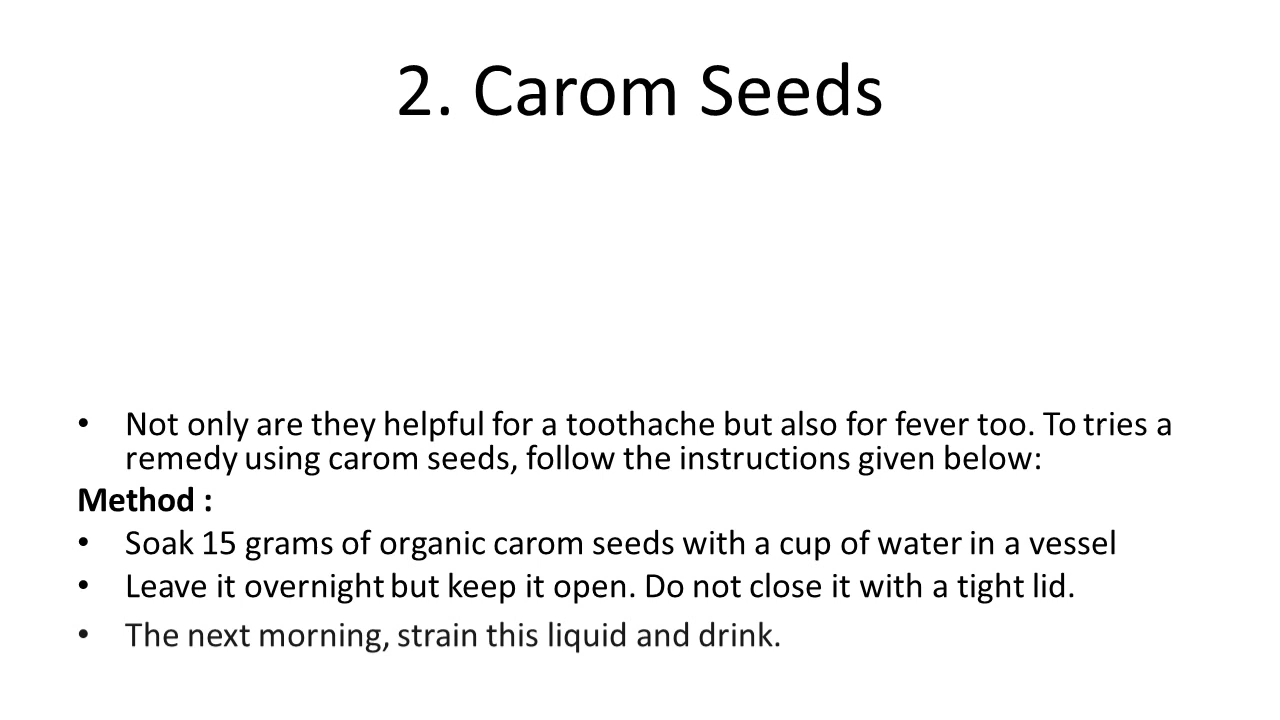 2. Carom Seeds
• Not only are they helpful for a toothache but also for fever too. To tries a
remedy using carom seeds, follow the instructions given below:
Method :
• Soak 15 grams of organic carom seeds with a cup of water in a vessel
• Leave it overnight but keep it open. Do not close it with a tight lid.
• The next morning, strain this liquid and drink.